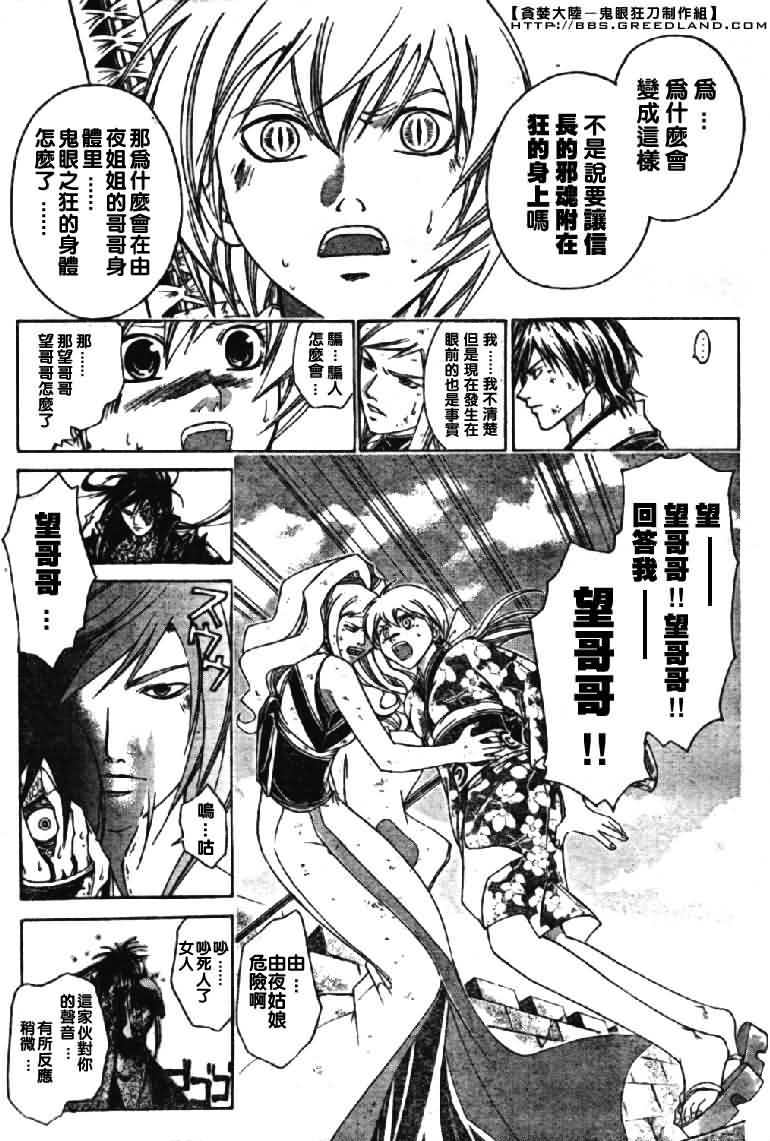 【貪婪大陸－鬼眼狂刀制作組】
HTTP://BBS.GREEDLAND.COM
為…
為什麼會
變成這樣
不是說要讓信
長的邪魂附在
狂的身上嗎
那為什麼會在由
夜姐姐的哥哥身
體里……
鬼眼之狂的身體
怎麼了……
……
我……我不清楚
但是現在發生在
眼前的也是事實
騙…騙人
怎麼會…
那……
那望哥哥
望哥哥怎麼了
望──
望哥哥!!望哥哥!!
回答我──
望哥哥!!
望哥哥…
嗚…咕
由…
由夜姑娘
危險啊
吵……
吵死人了
女人
這家伙對你
的聲音…
有所反應
稍微…
ゴゴゴ